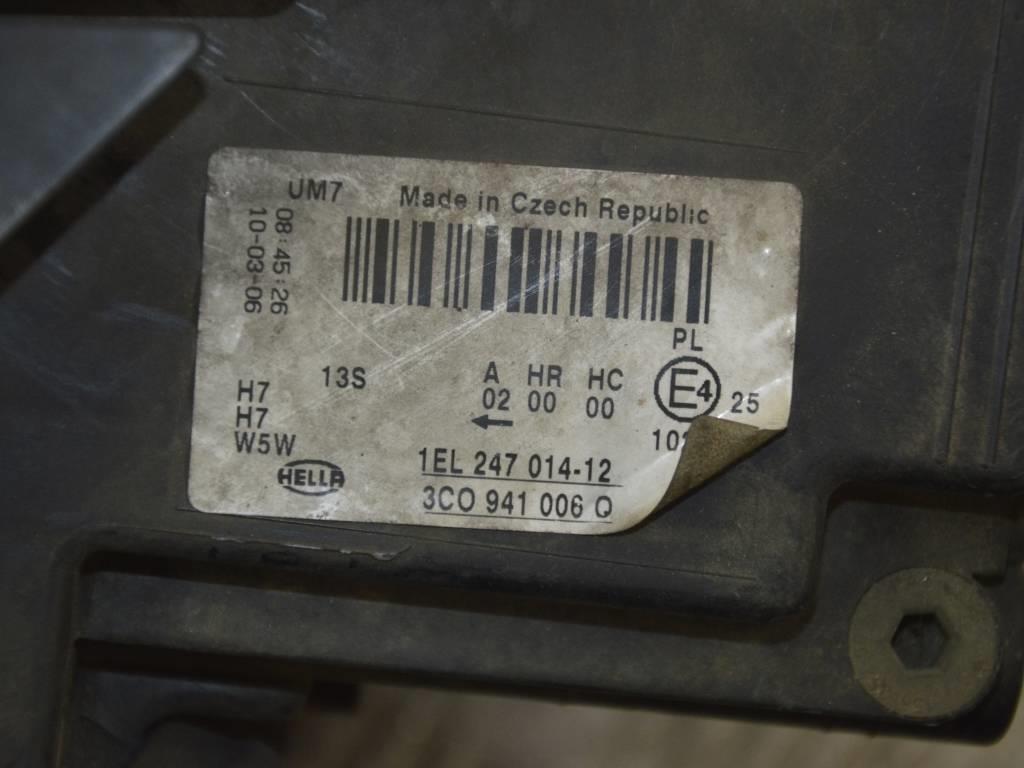 UM7 Made in Czech Republic
08:45:26
10-03-06
PL
13S
A HR HC
02 00 00
E4 25
H7
H7
W5W
HELLA
1EL 247 014-12
3C0 941 006 Q